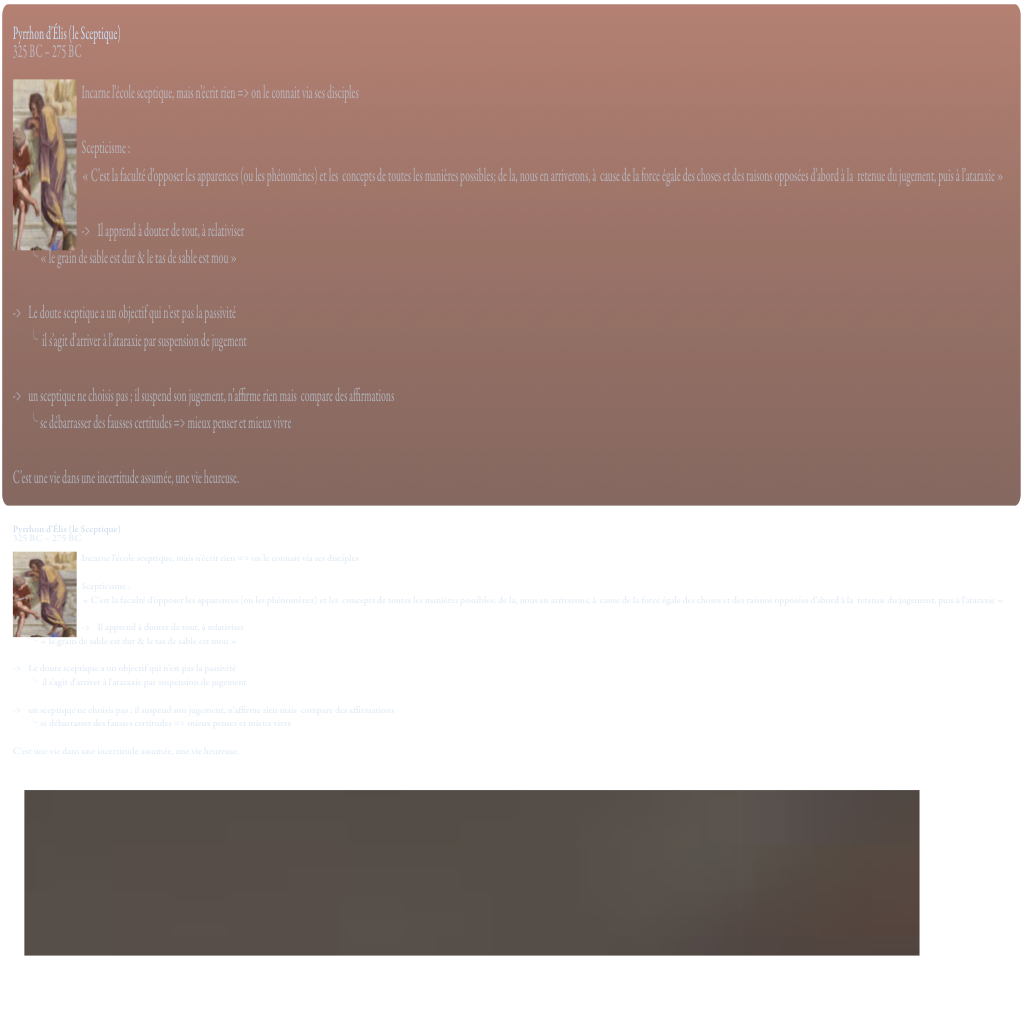 Pyrrhon d'Élis (le Sceptique)
325 BC – 275 BC
Incarne l'école sceptique, mais n'écrit rien => on le connait via ses disciples
Scepticisme :
« C'est la faculté d'opposer les apparences (ou les phénomènes) et les concepts de toutes les manières possibles; de la, nous en arriverons, à cause de la force égale des choses et des raisons opposées d'abord à la retenue du jugement, puis à l'ataraxie »
-> Il apprend à douter de tout, à relativiser
╰ « le grain de sable est dur & le tas de sable est mou »
-> Le doute sceptique a un objectif qui n'est pas la passivité
╰ il s'agit d'arriver à l'ataraxie par suspension de jugement
-> un sceptique ne choisis pas ; il suspend son jugement, n'affirme rien mais compare des affirmations
╰ se débarrasser des fausses certitudes => mieux penser et mieux vivre
C'est une vie dans une incertitude assumée, une vie heureuse.
Pyrrhon d'Élis (le Sceptique)
325 BC – 275 BC
Incarne l'école sceptique, mais n'écrit rien => on le connait via ses disciples
Scepticisme :
« C'est la faculté d'opposer les apparences (ou les phénomènes) et les concepts de toutes les manières possibles; de la, nous en arriverons, à cause de la force égale des choses et des raisons opposées d'abord à la retenue du jugement, puis à l'ataraxie »
-> Il apprend à douter de tout, à relativiser
« le grain de sable est dur & le tas de sable est mou »
-> Le doute sceptique a un objectif qui n'est pas la passivité
╰ il s'agit d'arriver à l'ataraxie par suspension de jugement
-> un sceptique ne choisis pas ; il suspend son jugement, n'affirme rien mais compare des affirmations
╰ se débarrasser des fausses certitudes => mieux penser et mieux vivre
C'est une vie dans une incertitude assumée, une vie heureuse.